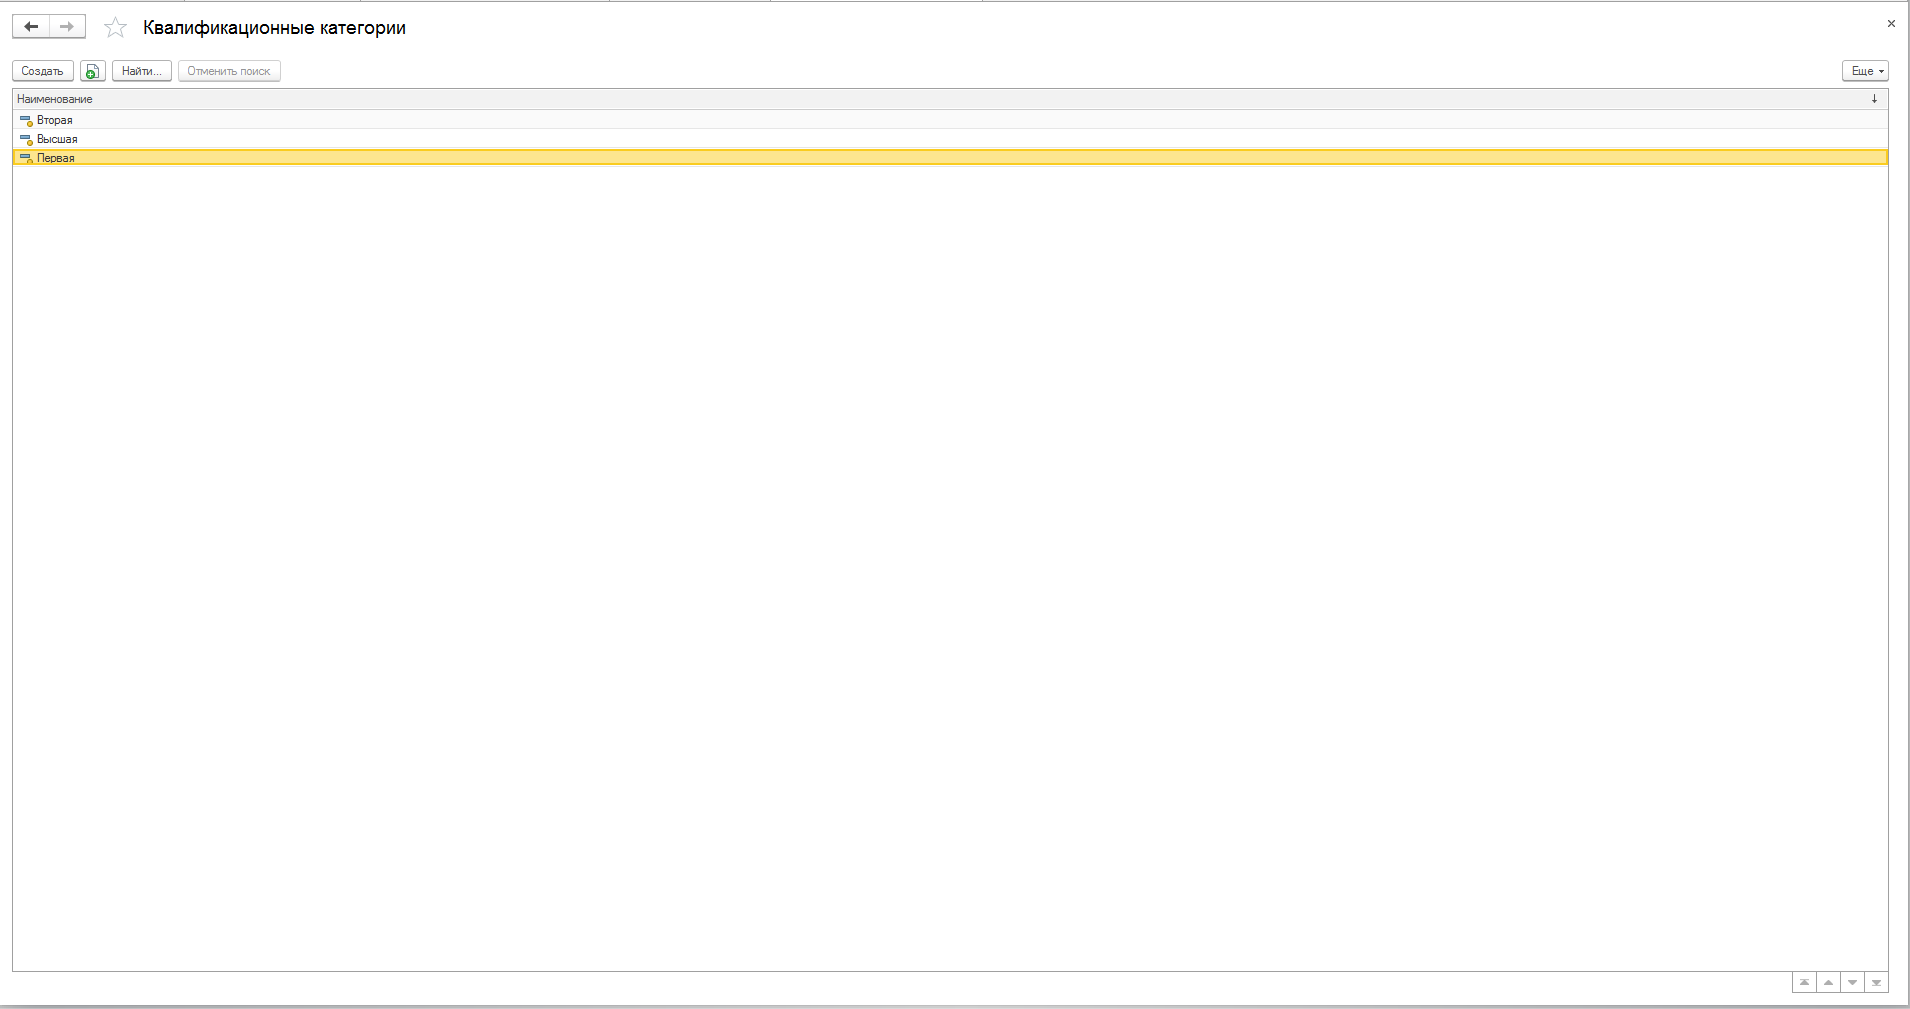 Квалификационные категории
Создать Найти... Отменить поиск Еще
Наименование
Вторая
Высшая
Первая